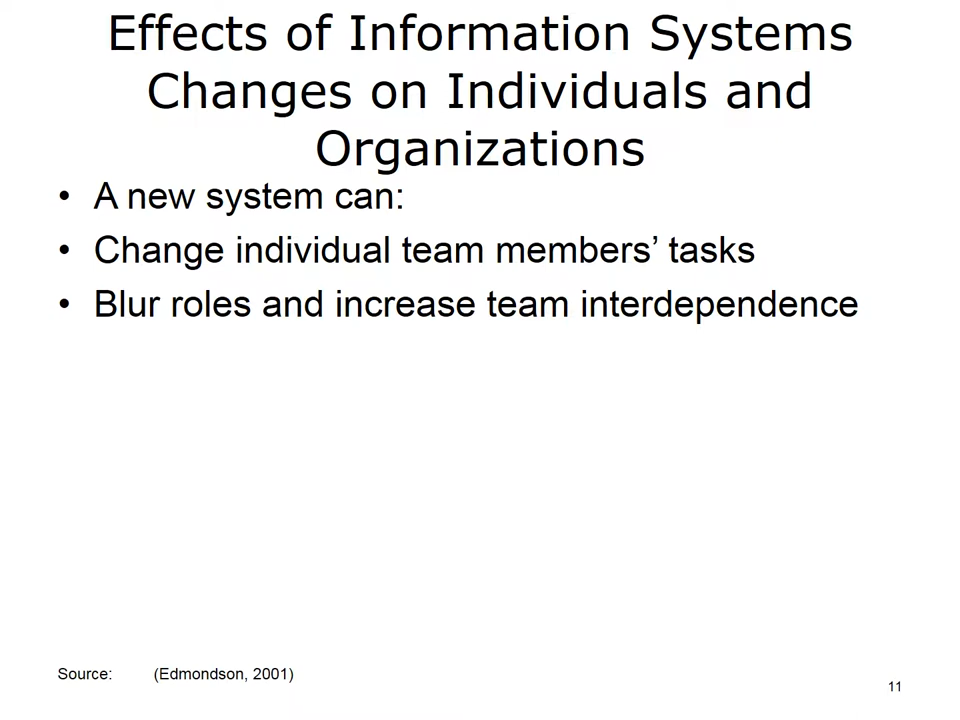 Effects of Information Systems
Changes on Individuals and
Organizations
• A new system can:
• Change individual team members’ tasks
• Blur roles and increase team interdependence
Source: (Edmondson, 2001)
11